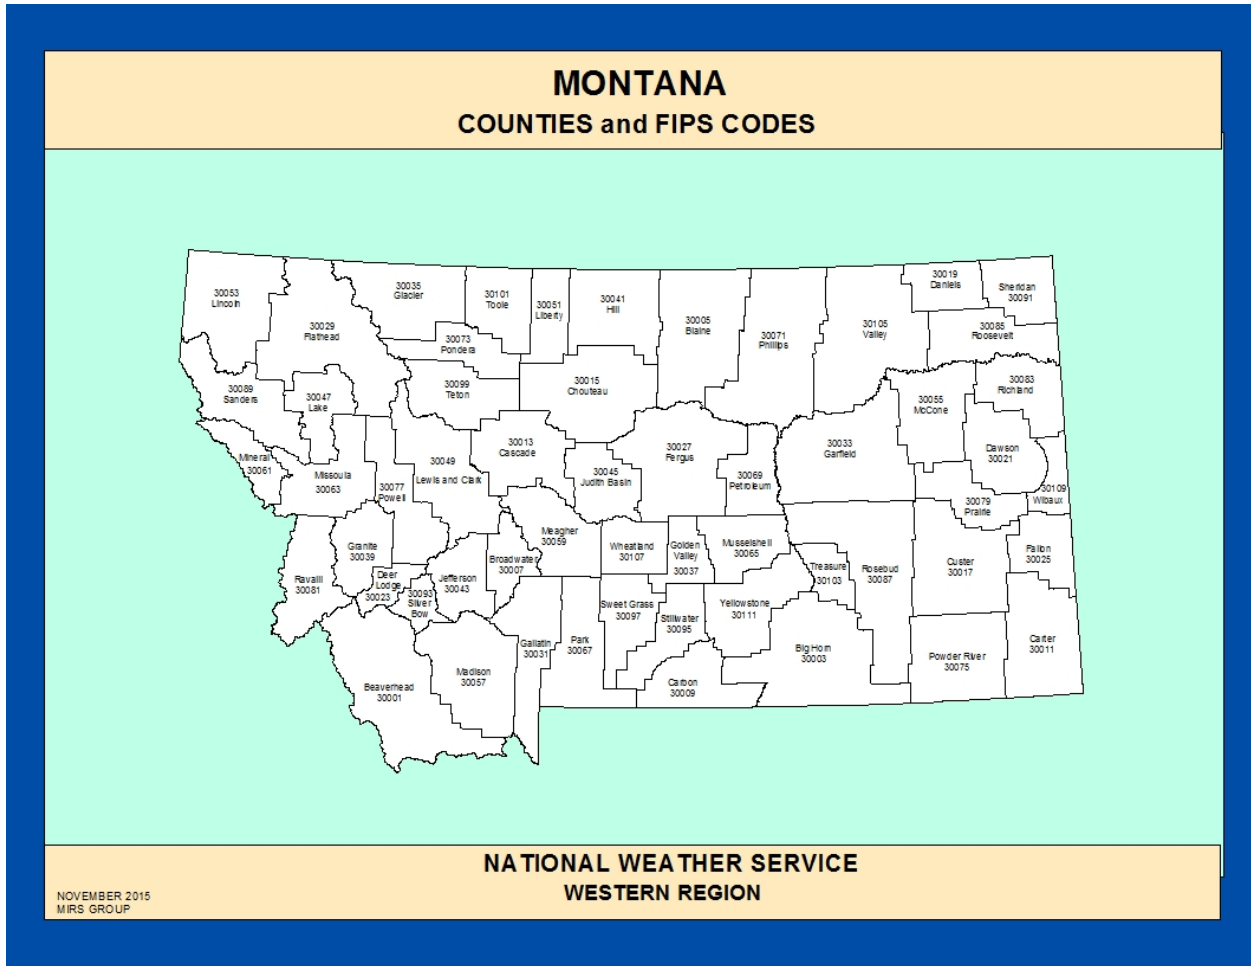 MONTANA
COUNTIES and FIPS CODES
30053
Lincoln
30029
Flathead
30035
Glacier
30101
Toole
30051
Liberty
30041
Hill
30005
Blaine
30071
Phillips
30105
Valley
30019
Daniels
Sheridan
30091
30085
Roosevelt
30073
Pondera
30089
Sanders
30047
Lake
30099
Teton
30015
Chouteau
30055
McCone
30083
Richland
Mineral
30061
Missoula
30063
30077
Powell
30049
Lewis and Clark
30013
Cascade
30045
Judith Basin
30027
Fergus
30069
Petroleum
30033
Garfield
Dawson
30021
30079
Prairie
30109
Wibaux
Ravalli
30081
Granite
30039
Deer
Lodge
30023
30093
Silver
Bow
Jefferson
30043
Broadwater
30007
Meagher
30059
Wheatland
30107
Golden
Valley
30037
Musselshell
30065
Treasure
30103
Rosebud
30087
Custer
30017
Fallon
30025
Beaverhead
30001
Madison
30057
Gallatin
30031
Park
30067
Sweet Grass
30097
Stillwater
30095
Yellowstone
30111
Carbon
30009
Big Horn
30003
Powder River
30075
Carter
30011
NATIONAL WEATHER SERVICE
WESTERN REGION
NOVEMBER 2015
MIRS GROUP